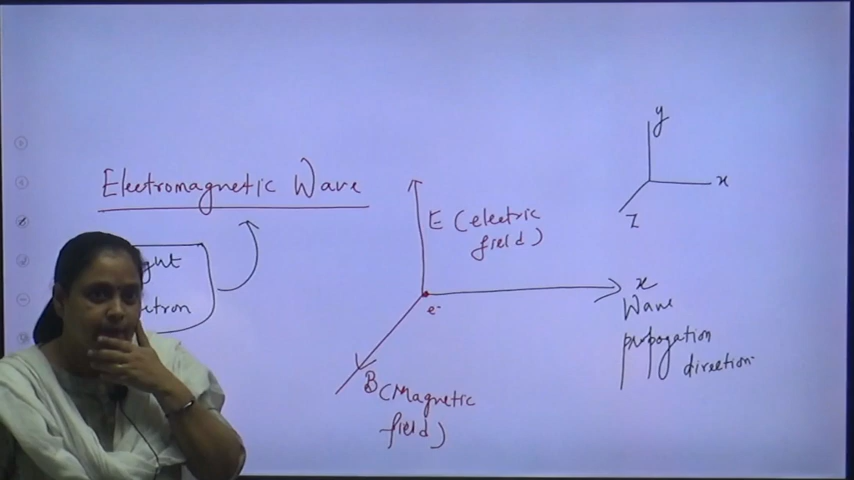 Electromagnetic Wave
y
x
z
E (electric
field)
x
Wave
propogation
direction
e-
B (Magnetic
field)